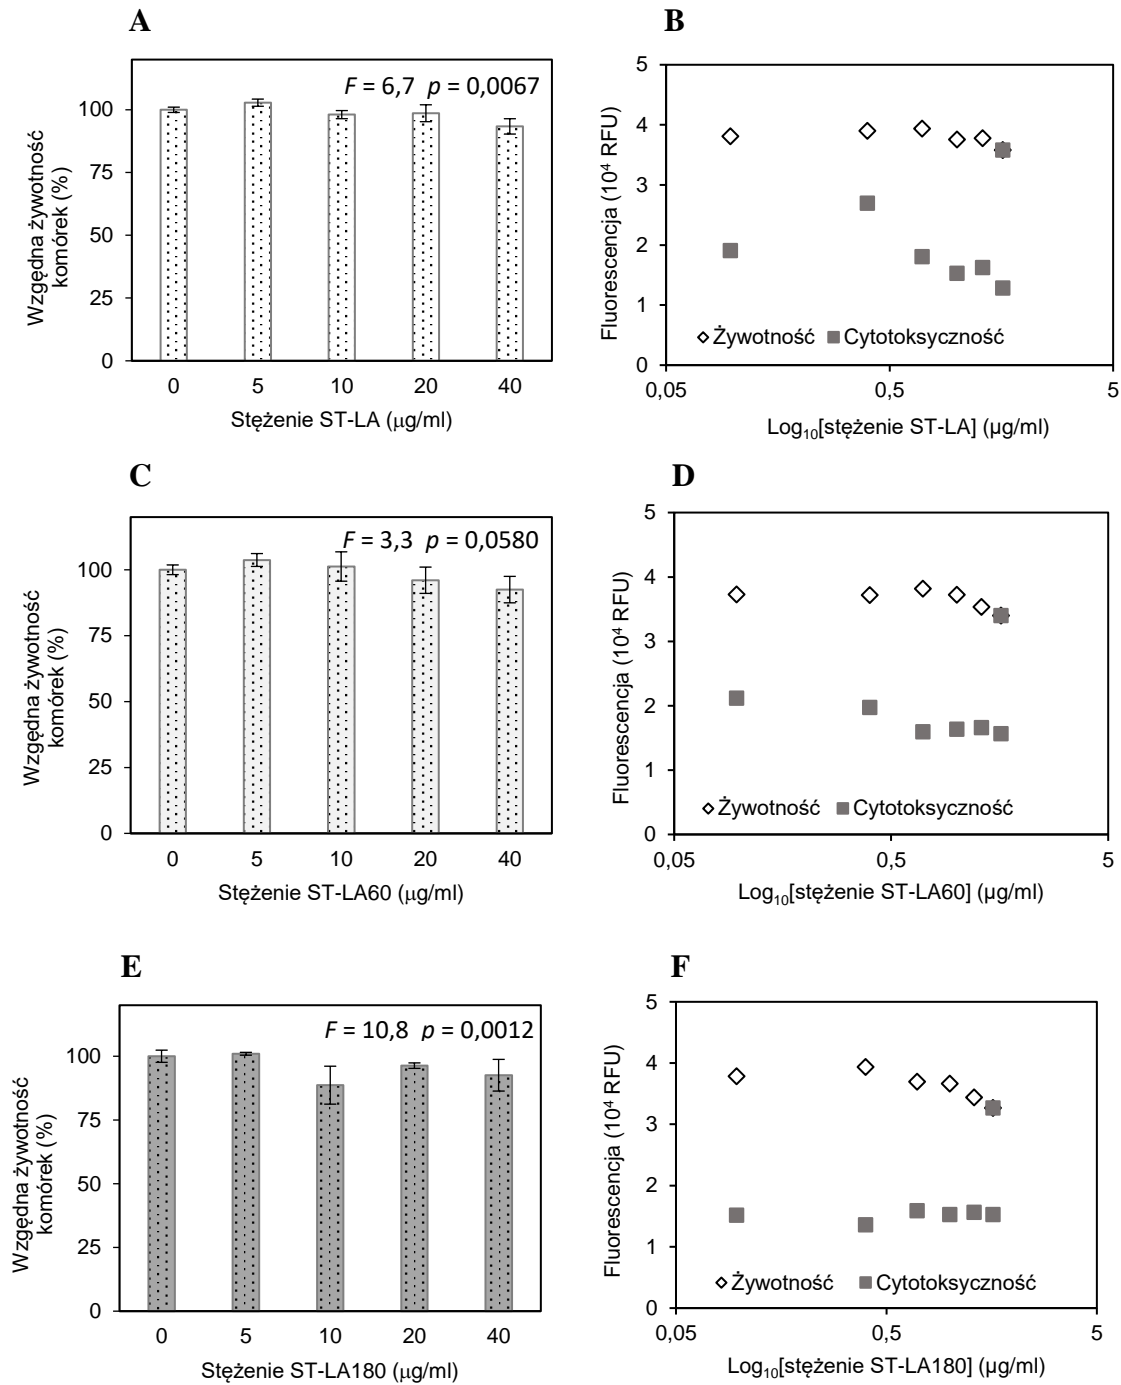 A
F = 6,7 p = 0,0067
100
75
50
25
0
Wzgędna żywotność
komórek (%)
0 5 10 20 40
Stężenie ST-LA (μg/ml)
B
5
4
3
2
1
0
Fluorescencja (10⁴ RFU)
Żywotność Cytotoksyczność
0,05 0,5 5
Log₁₀[stężenie ST-LA] (µg/ml)
C
F = 3,3 p = 0,0580
100
75
50
25
0
Wzgędna żywotność
komórek (%)
0 5 10 20 40
Stężenie ST-LA60 (μg/ml)
D
5
4
3
2
1
0
Fluorescencja (10⁴ RFU)
Żywotność Cytotoksyczność
0,05 0,5 5
Log₁₀[stężenie ST-LA60] (µg/ml)
E
F = 10,8 p = 0,0012
100
75
50
25
0
Wzgędna żywotność
komórek (%)
0 5 10 20 40
Stężenie ST-LA180 (μg/ml)
F
5
4
3
2
1
0
Fluorescencja (10⁴ RFU)
Żywotność Cytotoksyczność
0,05 0,5 5
Log₁₀[stężenie ST-LA180] (µg/ml)